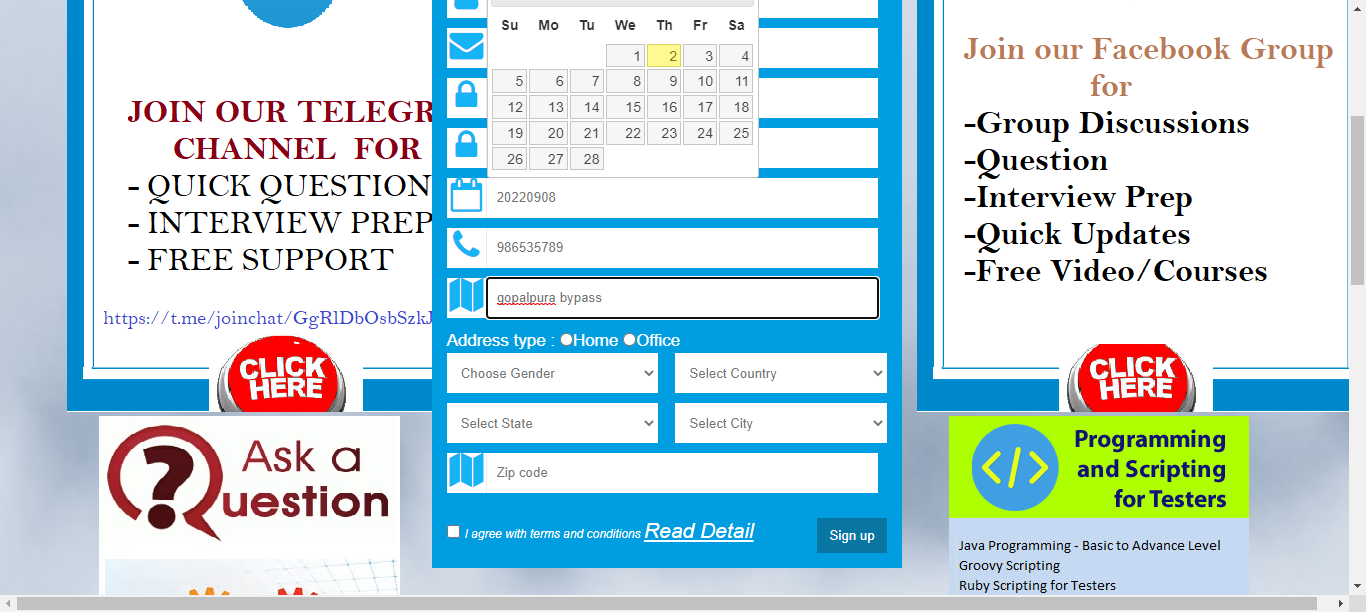 JOIN OUR TELEGR
CHANNEL FOR
- QUICK QUESTION
- INTERVIEW PREP
- FREE SUPPORT
https://t.me/joinchat/GgRlDbOsbSzkJ
CLICK
HERE
Ask a
Question
Su Mo Tu We Th Fr Sa
1 2 3 4
5 6 7 8 9 10 11
12 13 14 15 16 17 18
19 20 21 22 23 24 25
26 27 28
20220908
986535789
gopalpura bypass
Address type : Home Office
Choose Gender Select Country
Select State Select City
Zip code
I agree with terms and conditions Read Detail Sign up
Join our Facebook Group
for
-Group Discussions
-Question
-Interview Prep
-Quick Updates
-Free Video/Courses
CLICK
HERE
</>
Programming
and Scripting
for Testers
Java Programming - Basic to Advance Level
Groovy Scripting
Ruby Scripting for Testers